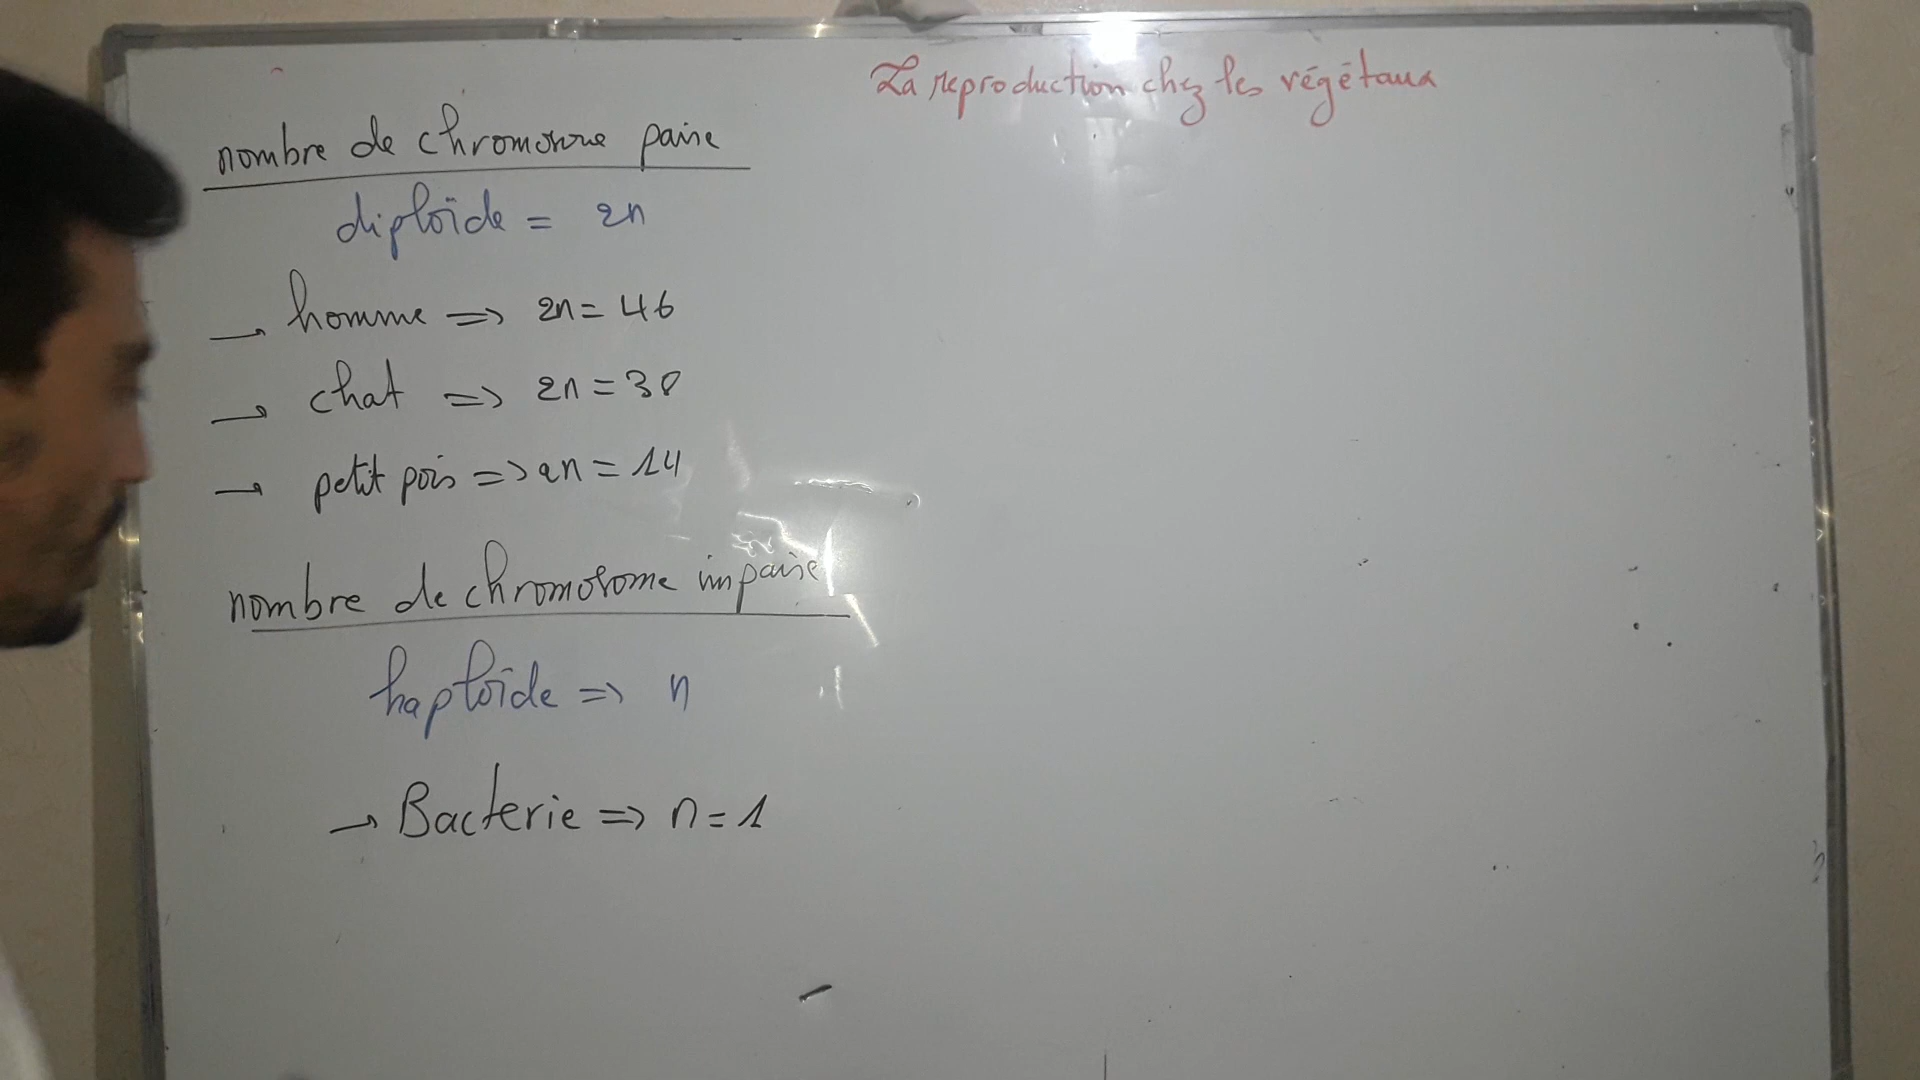 La reproduction chez les végétaux
nombre de chromosome paire
diploïde = 2n
→ homme => 2n = 46
→ chat => 2n = 38
→ petit pois => 2n = 14
nombre de chromosome impaire
haploïde => n
→ Bacterie => n = 1